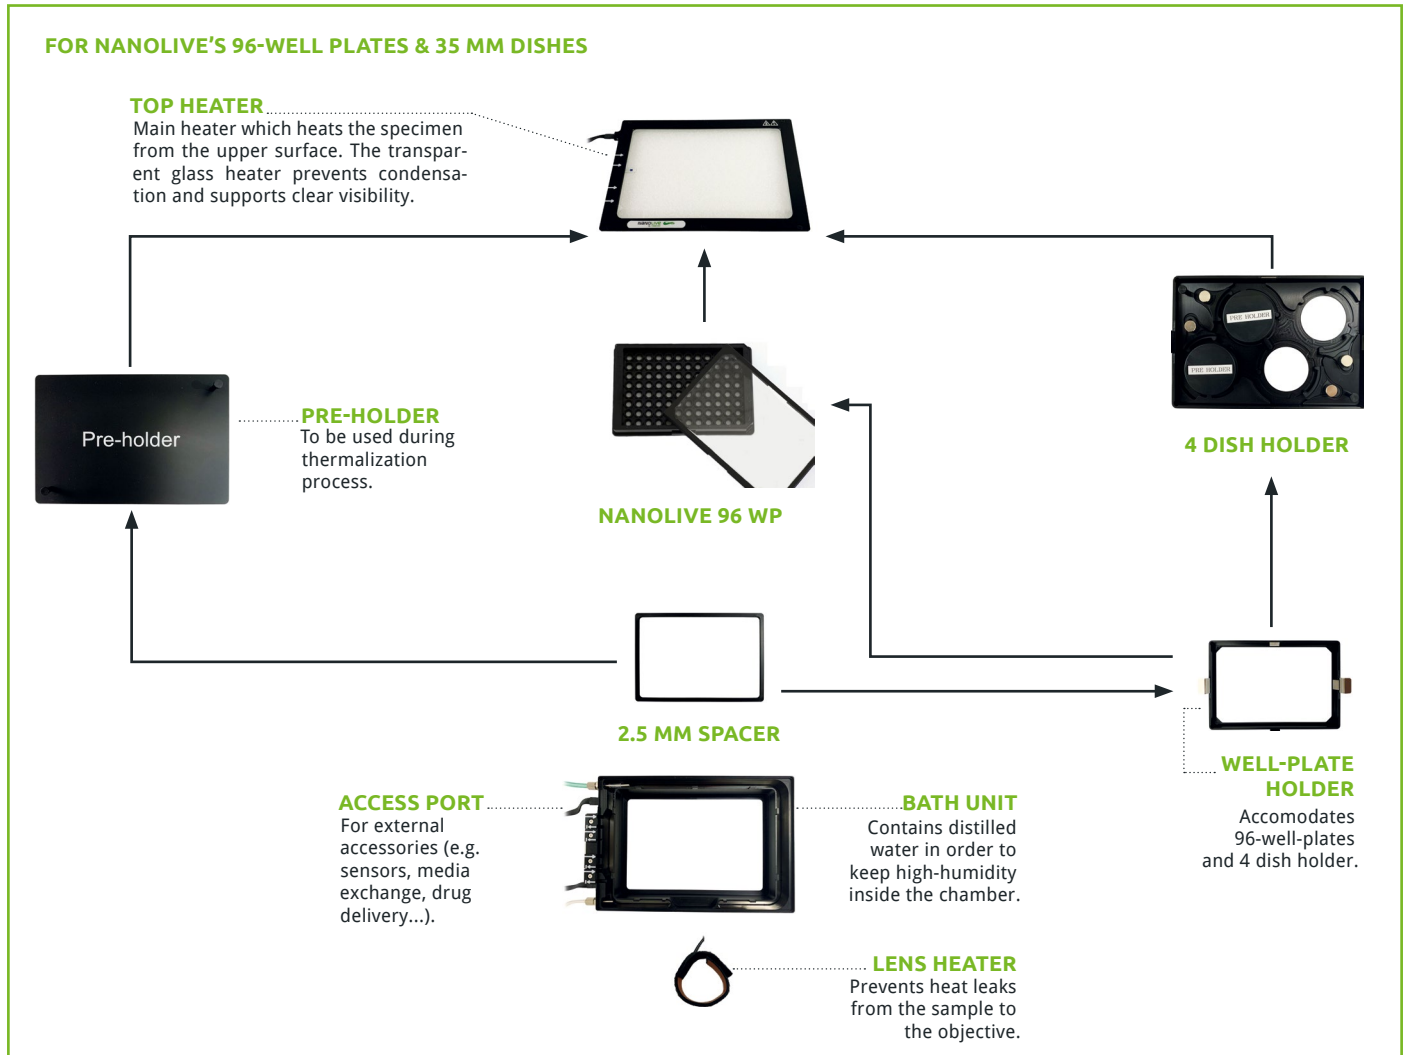 FOR NANOLIVE'S 96-WELL PLATES & 35 MM DISHES
TOP HEATER
Main heater which heats the specimen
from the upper surface. The transpar-
ent glass heater prevents condensa-
tion and supports clear visibility.
PRE HOLDER
PRE HOLDER
4 DISH HOLDER
Pre-holder
PRE-HOLDER
To be used during
thermalization
process.
NANOLIVE 96 WP
2.5 MM SPACER
WELL-PLATE
HOLDER
Accomodates
96-well-plates
and 4 dish holder.
ACCESS PORT
For external
accessories (e.g.
sensors, media
exchange, drug
delivery...).
BATH UNIT
Contains distilled
water in order to
keep high-humidity
inside the chamber.
LENS HEATER
Prevents heat leaks
from the sample to
the objective.